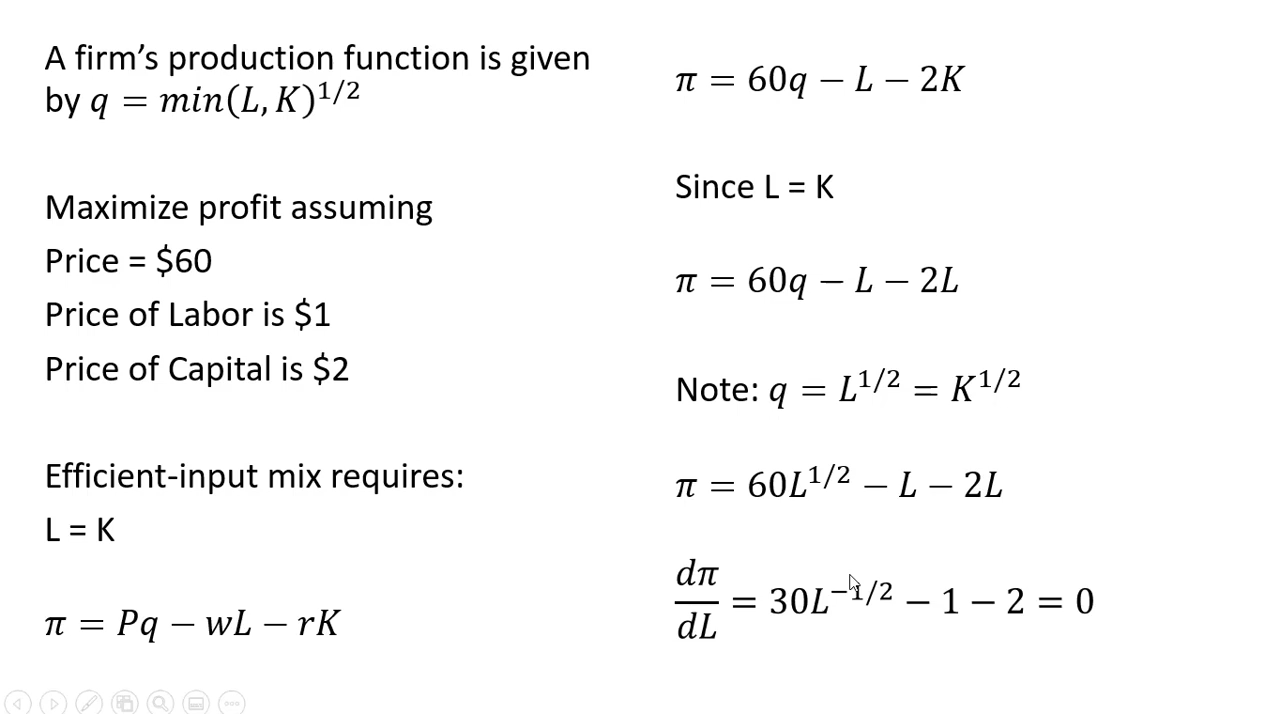 A firm’s production function is given
by q = min(L, K)^{1/2}
Maximize profit assuming
Price = $60
Price of Labor is $1
Price of Capital is $2
Efficient-input mix requires:
L = K
π = Pq − wL − rK
π = 60q − L − 2K
Since L = K
π = 60q − L − 2L
Note: q = L^{1/2} = K^{1/2}
π = 60L^{1/2} − L − 2L
dπ/dL = 30L^{−1/2} − 1 − 2 = 0